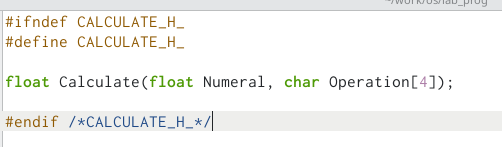 ~/work/os/lab_prog
#ifndef CALCULATE_H_
#define CALCULATE_H_
float Calculate(float Numeral, char Operation[4]);
#endif /*CALCULATE_H_*/